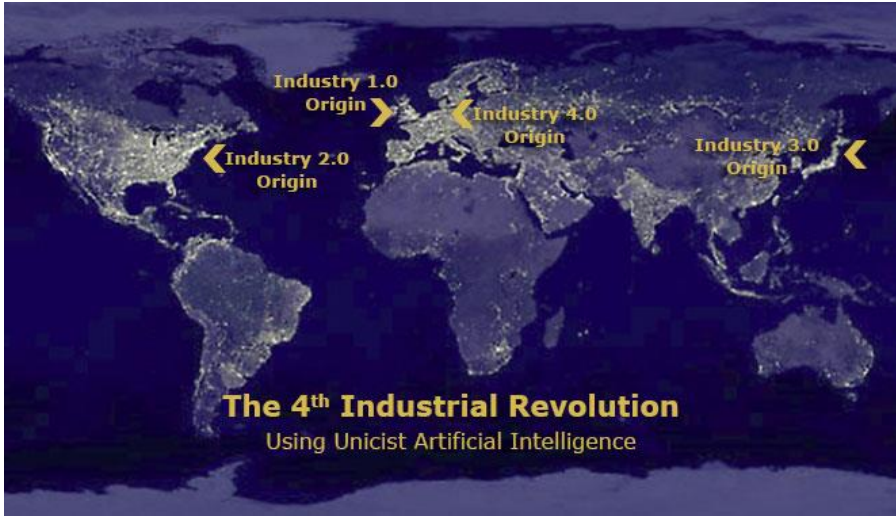 Industry 1.0
Origin
Industry 4.0
Origin
Industry 2.0
Origin
Industry 3.0
Origin
The 4th Industrial Revolution
Using Unicist Artificial Intelligence